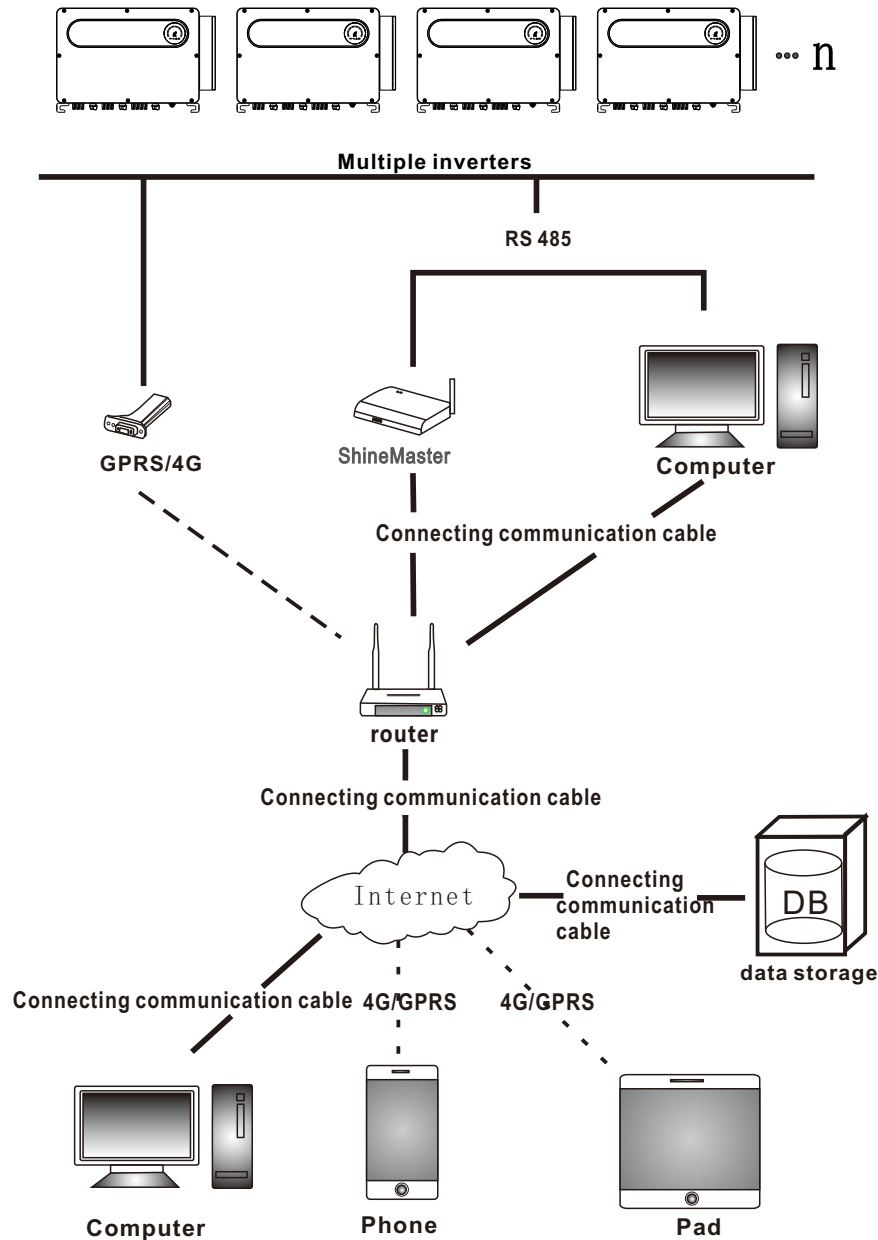 ··· n
Multiple inverters
RS 485
GPRS/4G
ShineMaster
Computer
Connecting communication cable
router
Connecting communication cable
Internet
Connecting
communication
cable
DB
data storage
Connecting communication cable
4G/GPRS
4G/GPRS
Computer
Phone
Pad